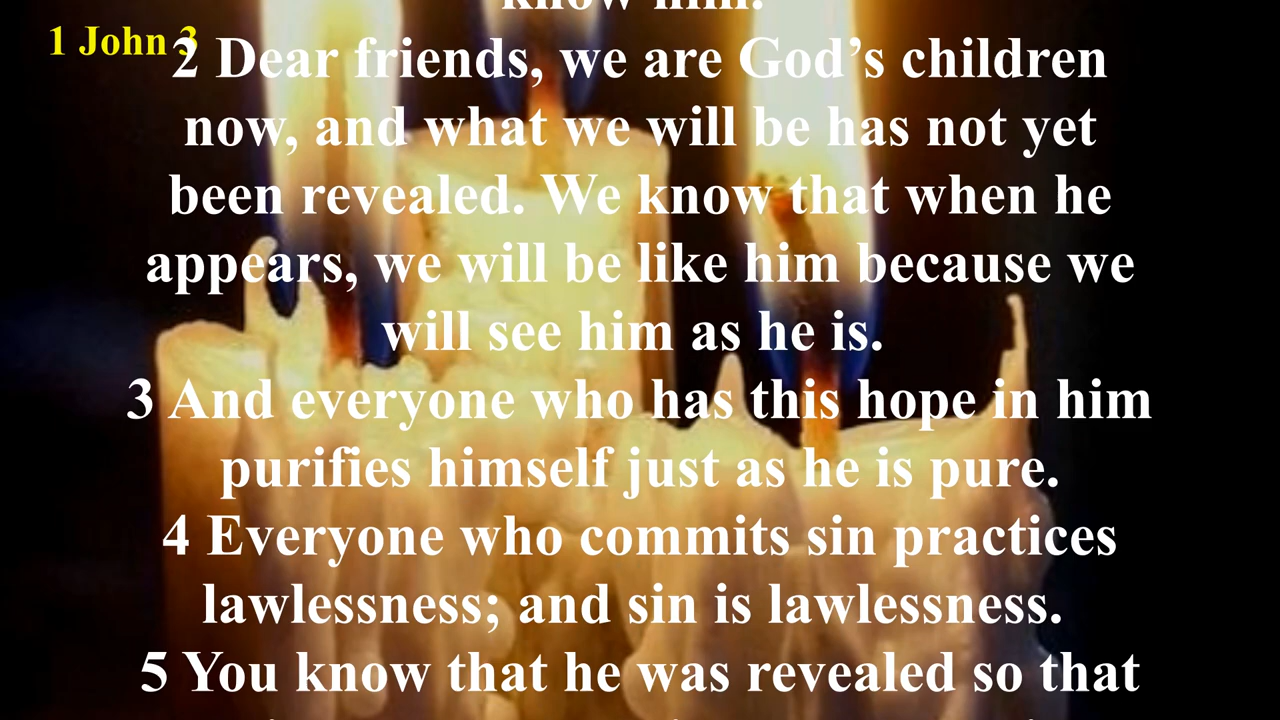 know him.
1 John 3
2 Dear friends, we are God’s children
now, and what we will be has not yet
been revealed. We know that when he
appears, we will be like him because we
will see him as he is.
3 And everyone who has this hope in him
purifies himself just as he is pure.
4 Everyone who commits sin practices
lawlessness; and sin is lawlessness.
5 You know that he was revealed so that